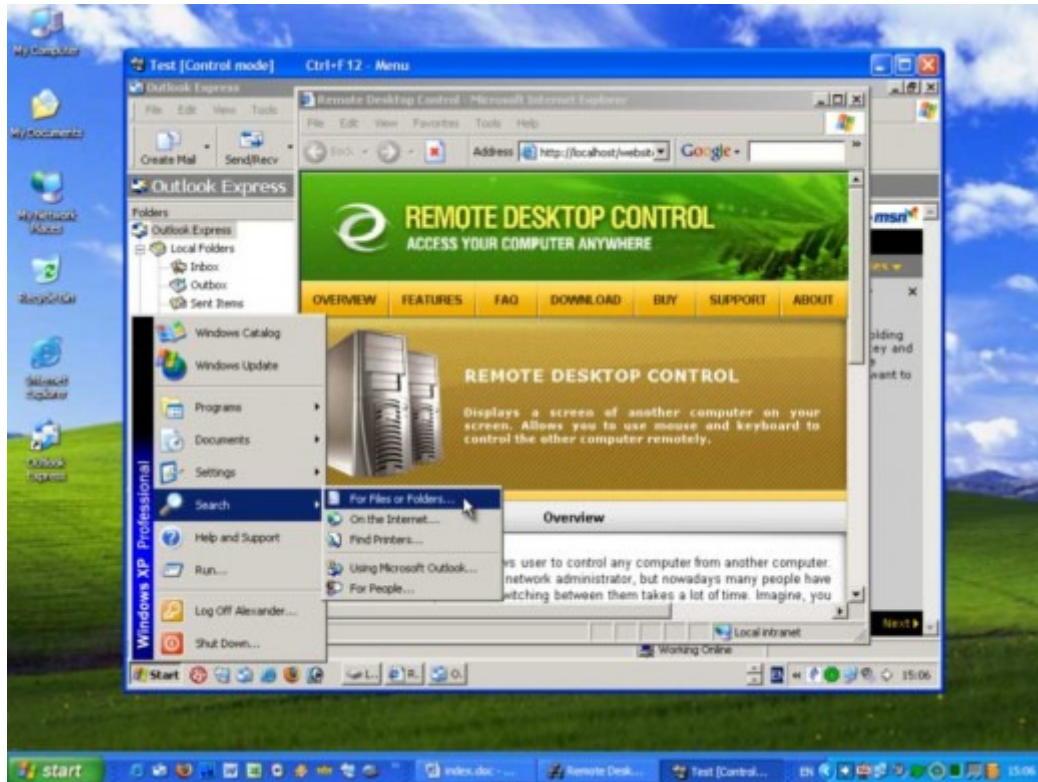 My Computer
My Documents
My Network
Places
Recycle Bin
Internet
Explorer
Outlook
Express
Test [Control mode] Ctrl+F12 - Menu
Outlook Express
File Edit View Tools
Create Mail Send/Recv
Outlook Express
Folders
Outlook Express
Local Folders
Inbox
Outbox
Sent Items
Remote Desktop Control - Microsoft Internet Explorer
File Edit View Favorites Tools Help
Back Address http://localhost/website Google
REMOTE DESKTOP CONTROL
ACCESS YOUR COMPUTER ANYWHERE
OVERVIEW FEATURES FAQ DOWNLOAD BUY SUPPORT ABOUT
REMOTE DESKTOP CONTROL
Displays a screen of another computer on your
screen. Allows you to use mouse and keyboard to
control the other computer remotely.
Overview
ws user to control any computer from another computer.
network administrator, but nowadays many people have
witching between them takes a lot of time. Imagine, you
Local intranet
msn
olding
ey and
want to
Next
Working Online
Windows XP Professional
Windows Catalog
Windows Update
Programs
Documents
Settings
Search
Help and Support
Run...
Log Off Alexander...
Shut Down...
For Files or Folders...
On the Internet...
Find Printers...
Using Microsoft Outlook...
For People...
Start L.. R.. O.. EN 15:06
start index.doc - ... Remote Desk... Test [Control... EN 15:06